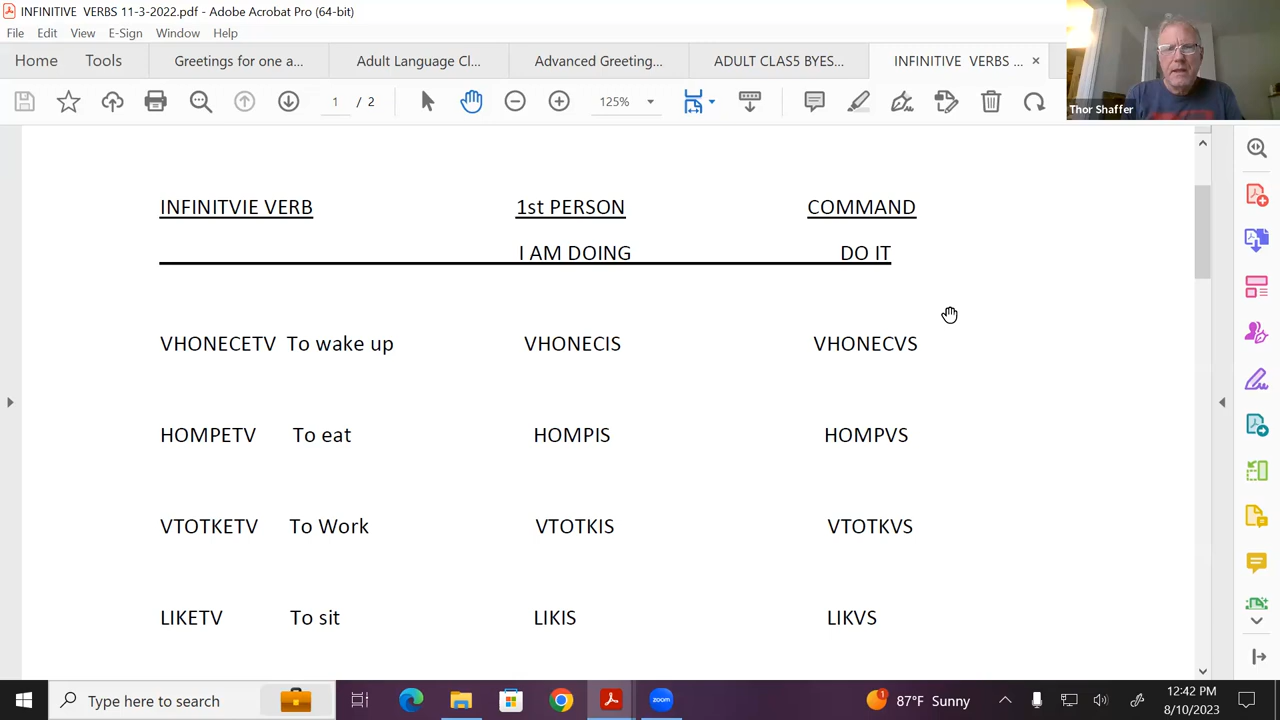 INFINITIVE  VERBS 11-3-2022.pdf - Adobe Acrobat Pro (64-bit)
File Edit View E-Sign Window Help
Home Tools Greetings for one a... Adult Language Cl... Advanced Greeting... ADULT CLAS5 BYES... INFINITIVE  VERBS ... ×
1 / 2 125%
Thor Shaffer
INFINITVIE VERB 1st PERSON COMMAND
I AM DOING DO IT
VHONECETV To wake up VHONECIS VHONECVS
HOMPETV To eat HOMPIS HOMPVS
VTOTKETV To Work VTOTKIS VTOTKVS
LIKETV To sit LIKIS LIKVS
Type here to search zoom 1 87°F Sunny 12:42 PM
8/10/2023